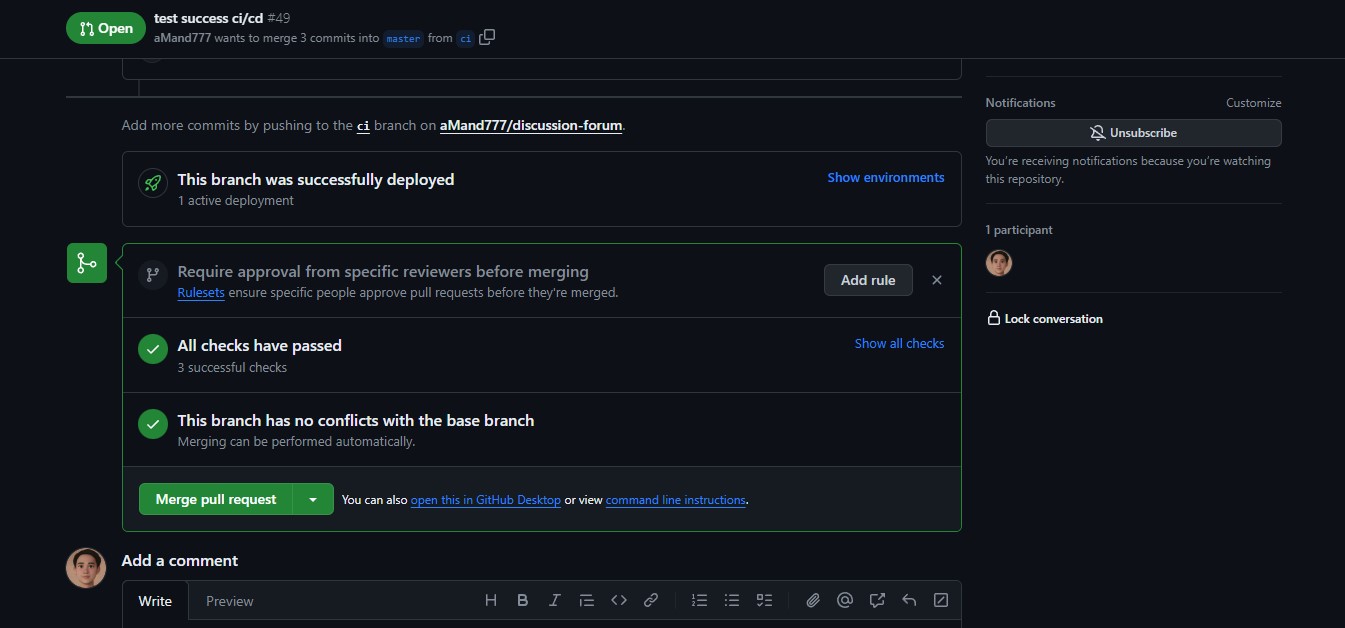 Open
test success ci/cd #49
aMand777 wants to merge 3 commits into master from ci
Add more commits by pushing to the ci branch on aMand777/discussion-forum.
This branch was successfully deployed
1 active deployment
Show environments
Require approval from specific reviewers before merging
Rulesets ensure specific people approve pull requests before they're merged.
Add rule
All checks have passed
3 successful checks
Show all checks
This branch has no conflicts with the base branch
Merging can be performed automatically.
Merge pull request
You can also open this in GitHub Desktop or view command line instructions.
Add a comment
Write
Preview
Notifications
Customize
Unsubscribe
You're receiving notifications because you're watching
this repository.
1 participant
Lock conversation